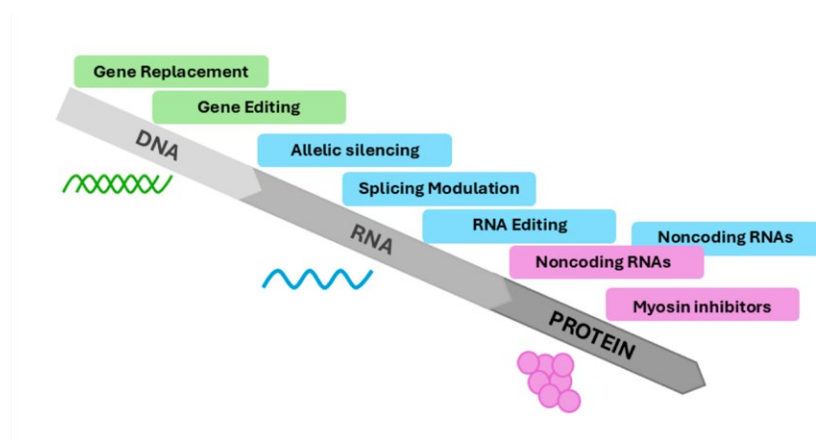 Gene Replacement
Gene Editing
DNA
Allelic silencing
Splicing Modulation
RNA Editing
RNA
Noncoding RNAs
Noncoding RNAs
Myosin inhibitors
PROTEIN